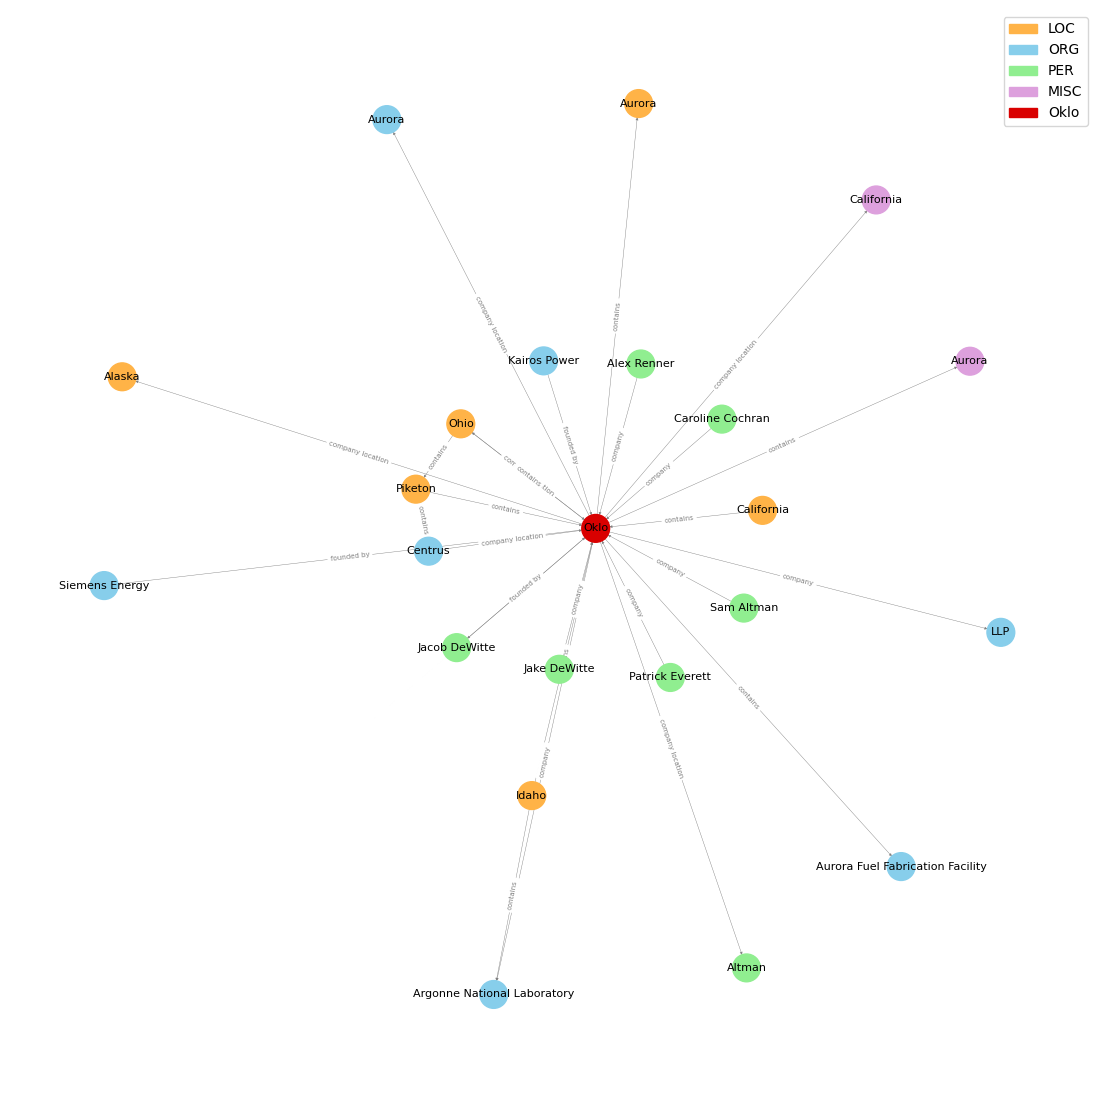 LOC
ORG
PER
MISC
Oklo
Aurora
Aurora
California
company location
contains
company location
Kairos Power
Alex Renner
Aurora
Alaska
Caroline Cochran
Ohio
company location
founded by
company
contains
contains
company
contains
Piketon
contains
California
contains
contains
Oklo
company location
Centrus
founded by
company
company
Siemens Energy
founded by
company
company
Sam Altman
LLP
Jacob DeWitte
Jake DeWitte
Patrick Everett
contains
company location
company
Idaho
contains
Aurora Fuel Fabrication Facility
Altman
Argonne National Laboratory